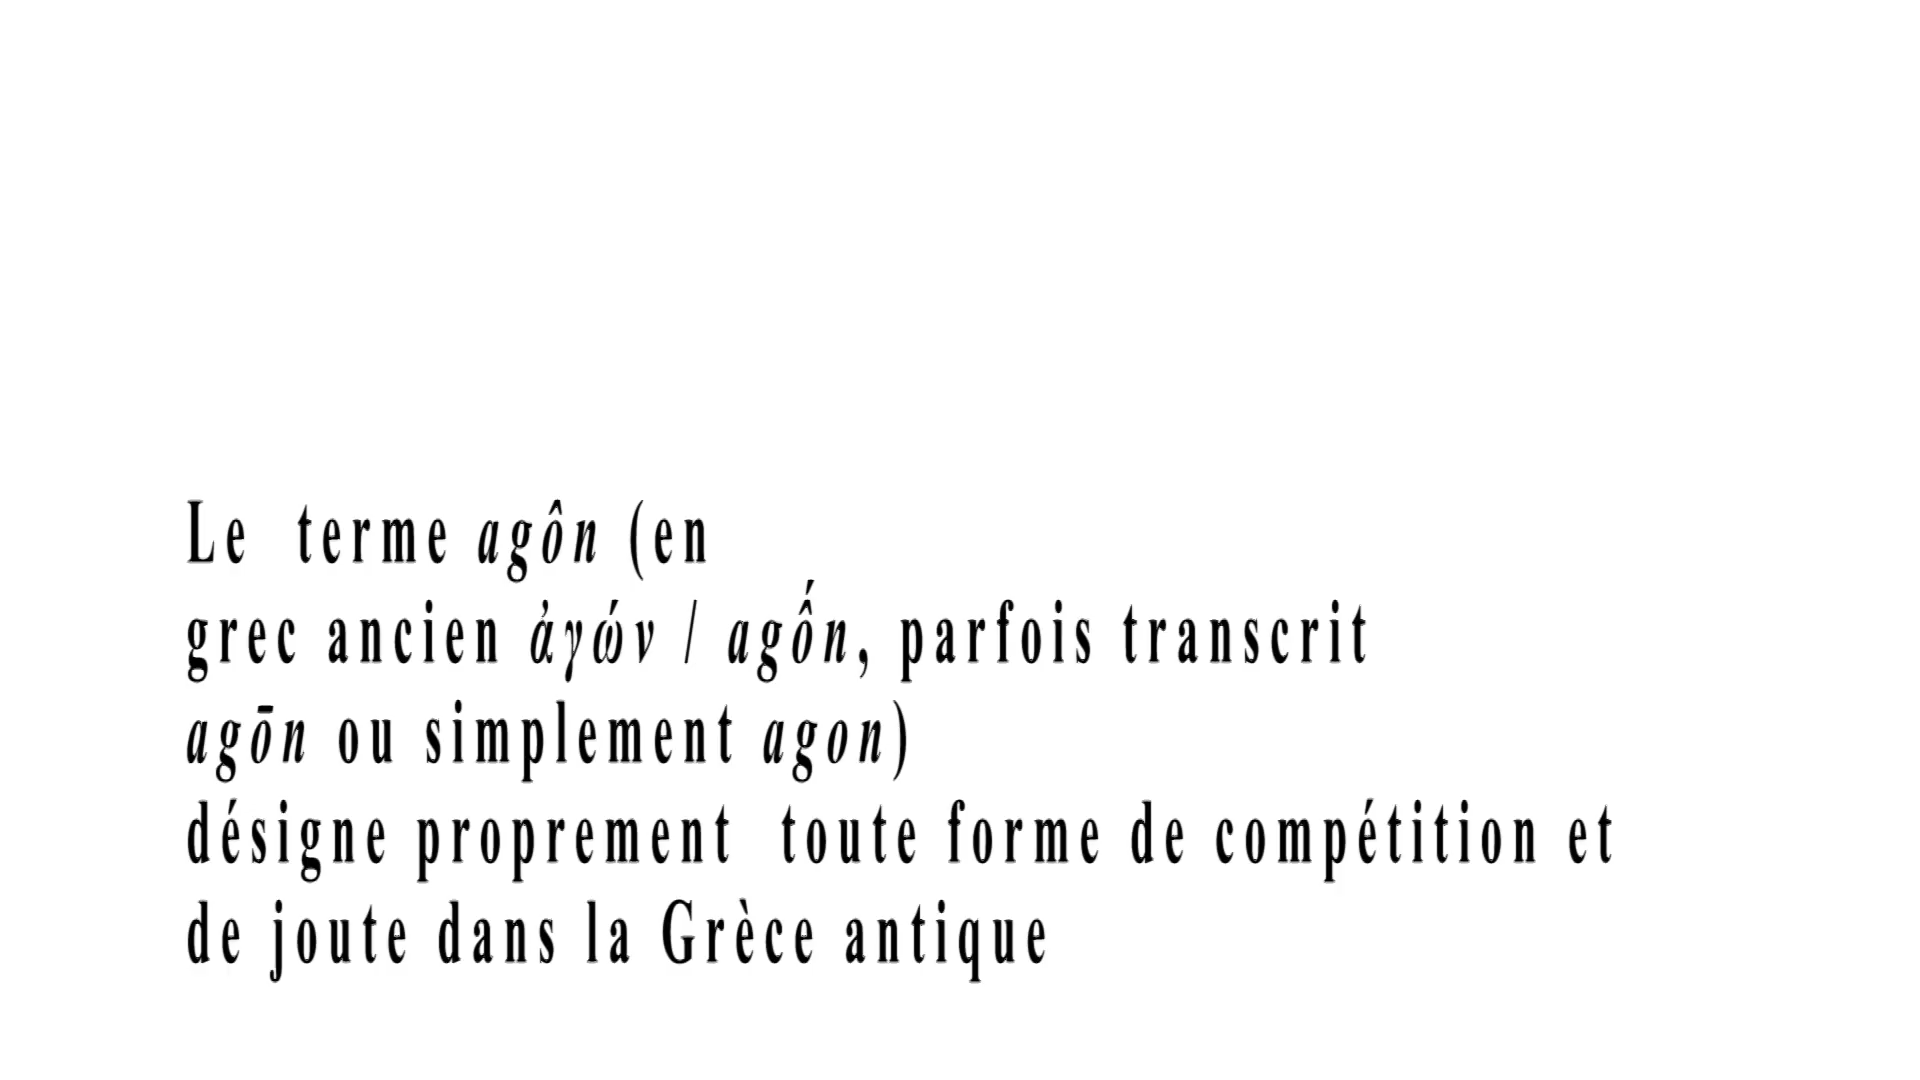 Le  terme agôn (en
grec ancien ἀγών / agṓn, parfois transcrit
agōn ou simplement agon)
désigne proprement  toute forme de compétition et
de joute dans la Grèce antique